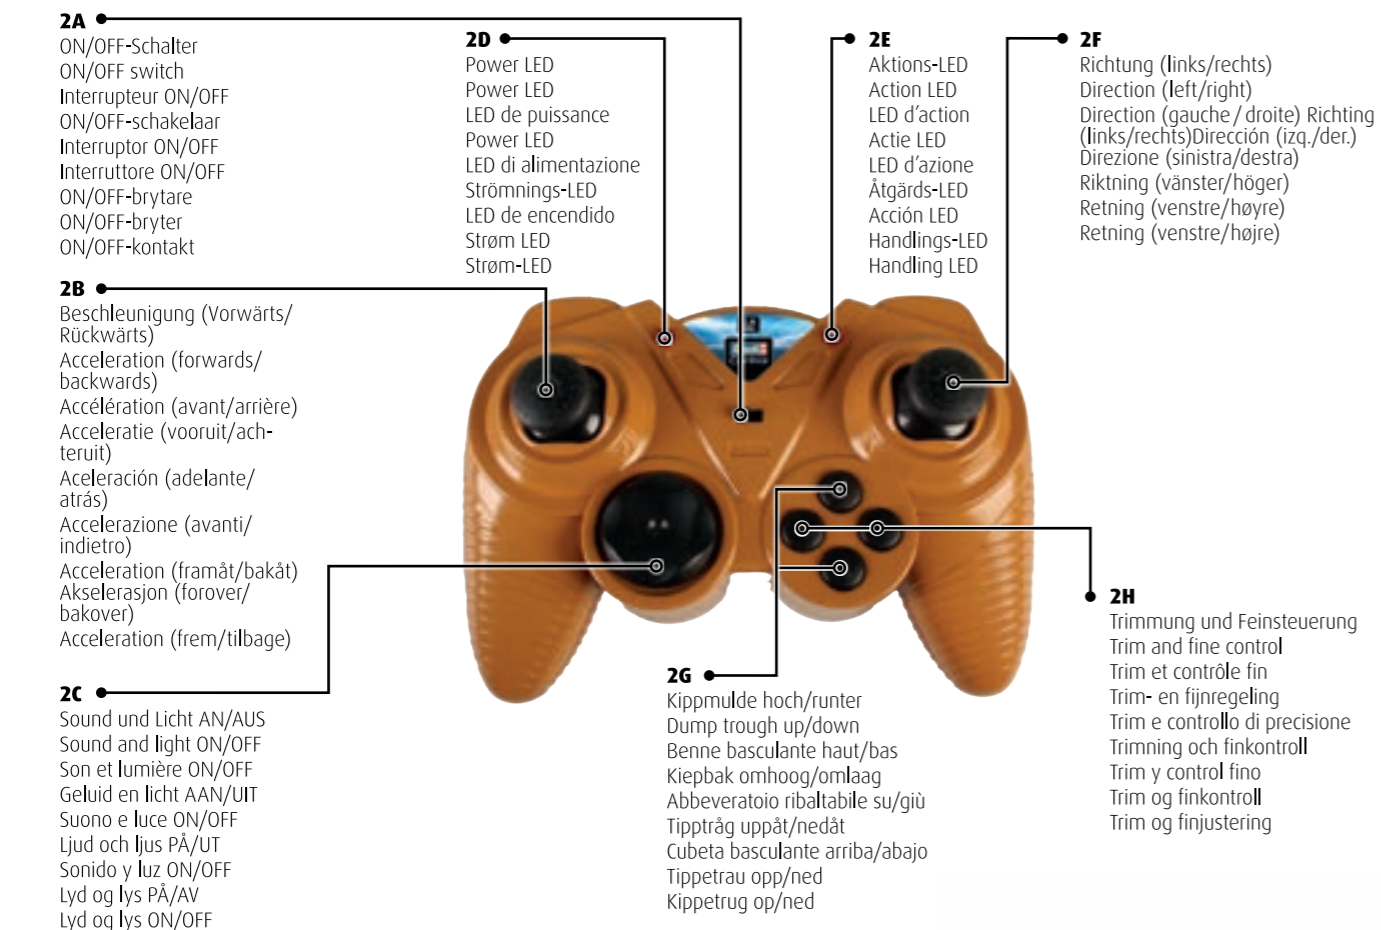 2A
ON/OFF-Schalter
ON/OFF switch
Interrupteur ON/OFF
ON/OFF-schakelaar
Interruptor ON/OFF
Interruttore ON/OFF
ON/OFF-brytare
ON/OFF-bryter
ON/OFF-kontakt
2B
Beschleunigung (Vorwärts/
Rückwärts)
Acceleration (forwards/
backwards)
Accélération (avant/arrière)
Acceleratie (vooruit/ach-
teruit)
Aceleración (adelante/
atrás)
Accelerazione (avanti/
indietro)
Acceleration (framåt/bakåt)
Akselerasjon (forover/
bakover)
Acceleration (frem/tilbage)
2C
Sound und Licht AN/AUS
Sound and light ON/OFF
Son et lumière ON/OFF
Geluid en licht AAN/UIT
Suono e luce ON/OFF
Ljud och ljus PÅ/UT
Sonido y luz ON/OFF
Lyd og lys PÅ/AV
Lyd og lys ON/OFF
2D
Power LED
Power LED
LED de puissance
Power LED
LED di alimentazione
Strömnings-LED
LED de encendido
Strøm LED
Strøm-LED
2E
Aktions-LED
Action LED
LED d'action
Actie LED
LED d'azione
Åtgärds-LED
Acción LED
Handlings-LED
Handling LED
2F
Richtung (links/rechts)
Direction (left/right)
Direction (gauche/droite) Richting
(links/rechts)Dirección (izq./der.)
Direzione (sinistra/destra)
Riktning (vänster/höger)
Retning (venstre/høyre)
Retning (venstre/højre)
2G
Kippmulde hoch/runter
Dump trough up/down
Benne basculante haut/bas
Kiepbak omhoog/omlaag
Abbeveratoio ribaltabile su/giù
Tipptråg uppåt/nedåt
Cubeta basculante arriba/abajo
Tippetrau opp/ned
Kippetrug op/ned
2H
Trimmung und Feinsteuerung
Trim and fine control
Trim et contrôle fin
Trim- en fijnregeling
Trim e controllo di precisione
Trimning och finkontroll
Trim y control fino
Trim og finkontroll
Trim og finjustering